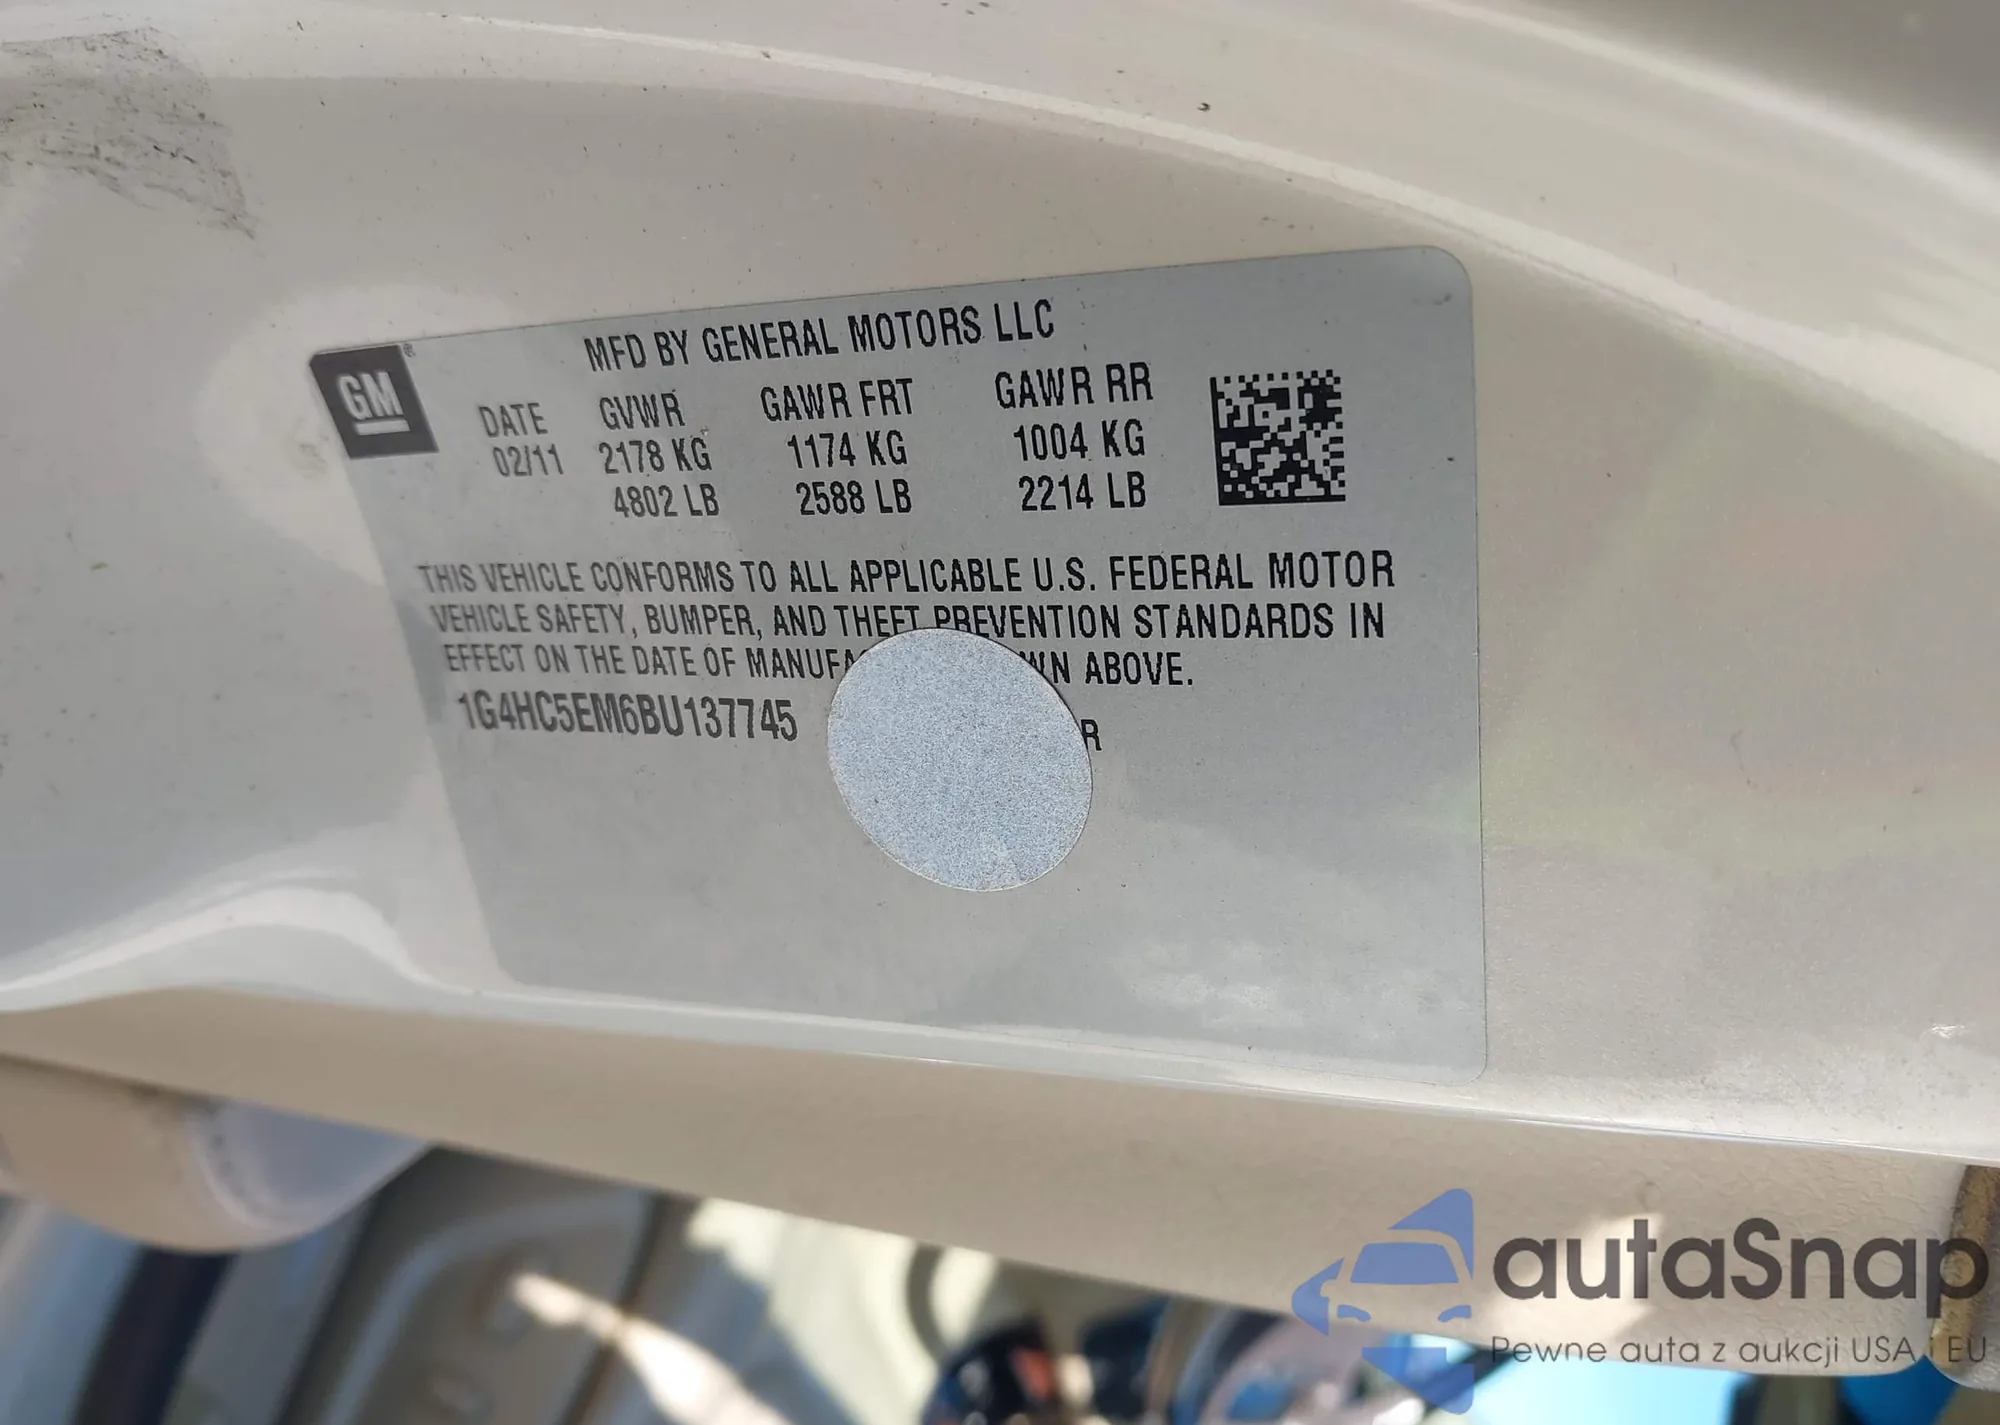 MFD BY GENERAL MOTORS LLC
GM®
DATE GVWR GAWR FRT GAWR RR
02/11 2178 KG 1174 KG 1004 KG
4802 LB 2588 LB 2214 LB
THIS VEHICLE CONFORMS TO ALL APPLICABLE U.S. FEDERAL MOTOR
VEHICLE SAFETY, BUMPER, AND THEFT PREVENTION STANDARDS IN
EFFECT ON THE DATE OF ABOVE.
1G4HC5EM6BU137745
autaSnap
Pewne auta z aukcji USA i EU